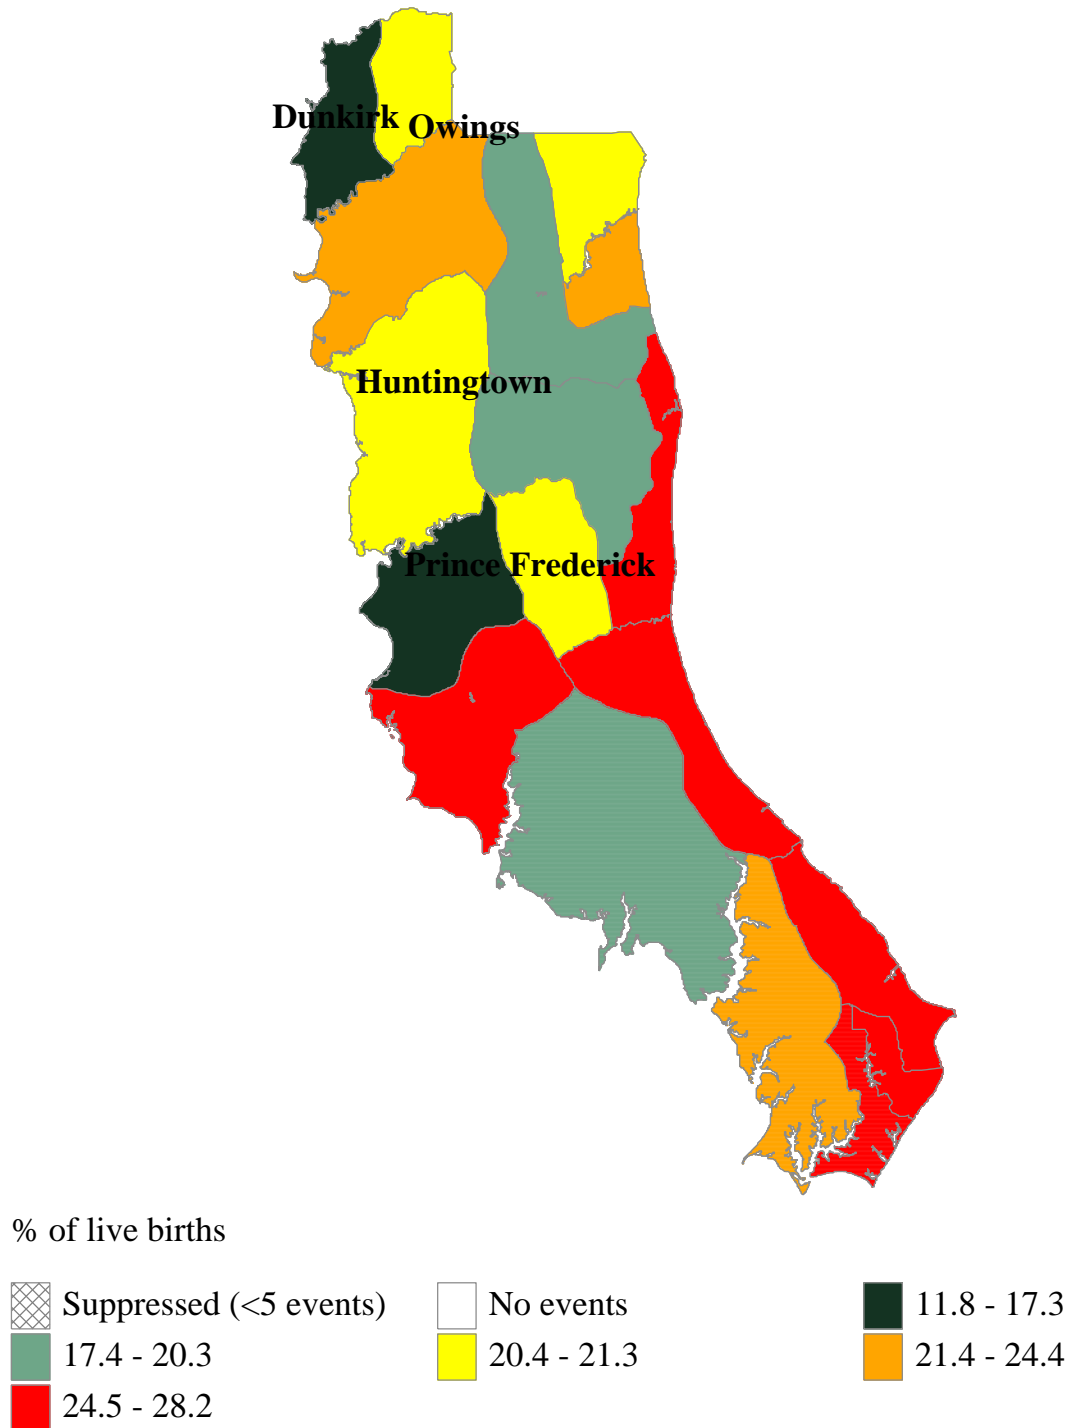 Dunkirk
Owings
Huntingtown
Prince Frederick
% of live births
Suppressed (<5 events)
No events
11.8 - 17.3
17.4 - 20.3
20.4 - 21.3
21.4 - 24.4
24.5 - 28.2